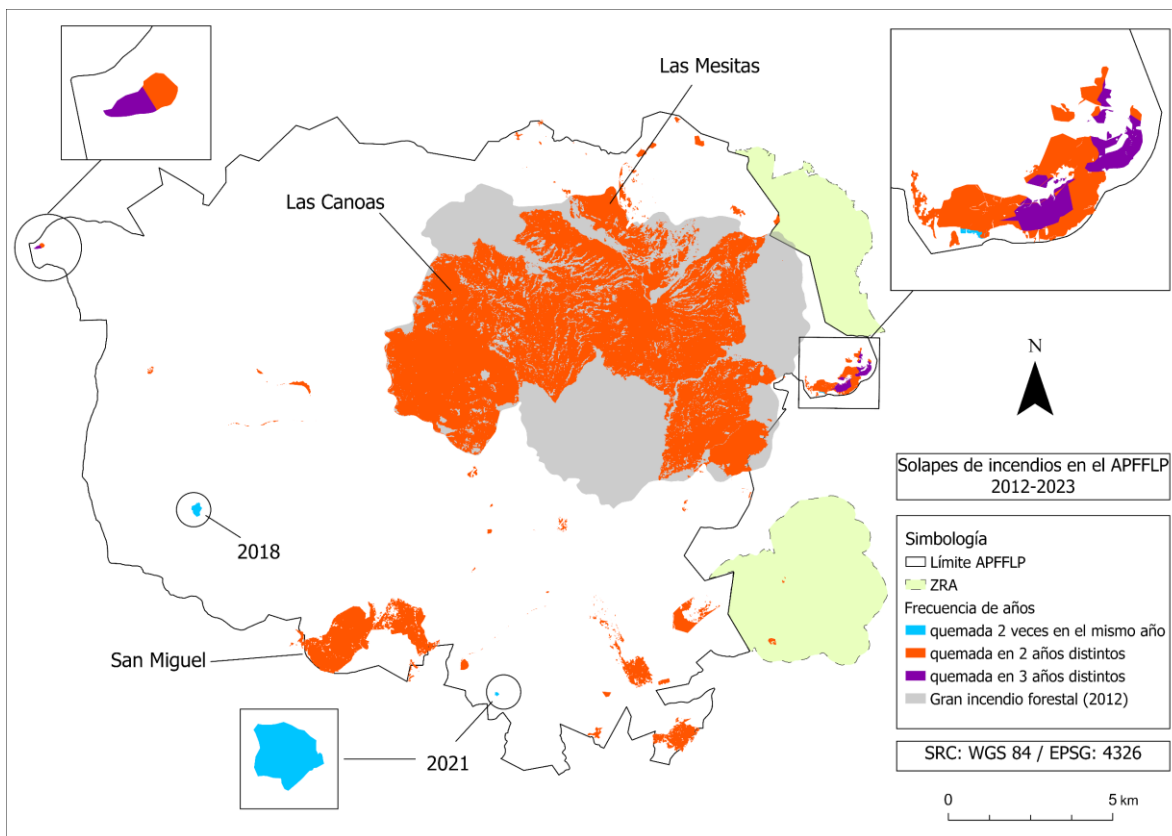 Las Mesitas
Las Canoas
N
Solapes de incendios en el APFFLP
2012-2023
Simbología
Límite APFFLP
ZRA
Frecuencia de años
quemada 2 veces en el mismo año
quemada en 2 años distintos
quemada en 3 años distintos
Gran incendio forestal (2012)
2018
San Miguel
2021
SRC: WGS 84 / EPSG: 4326
0 5 km